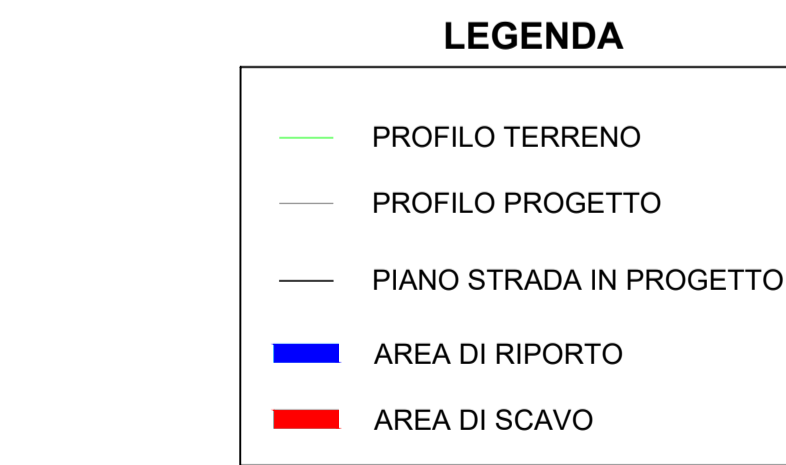 LEGENDA
PROFILO TERRENO
PROFILO PROGETTO
PIANO STRADA IN PROGETTO
AREA DI RIPORTO
AREA DI SCAVO